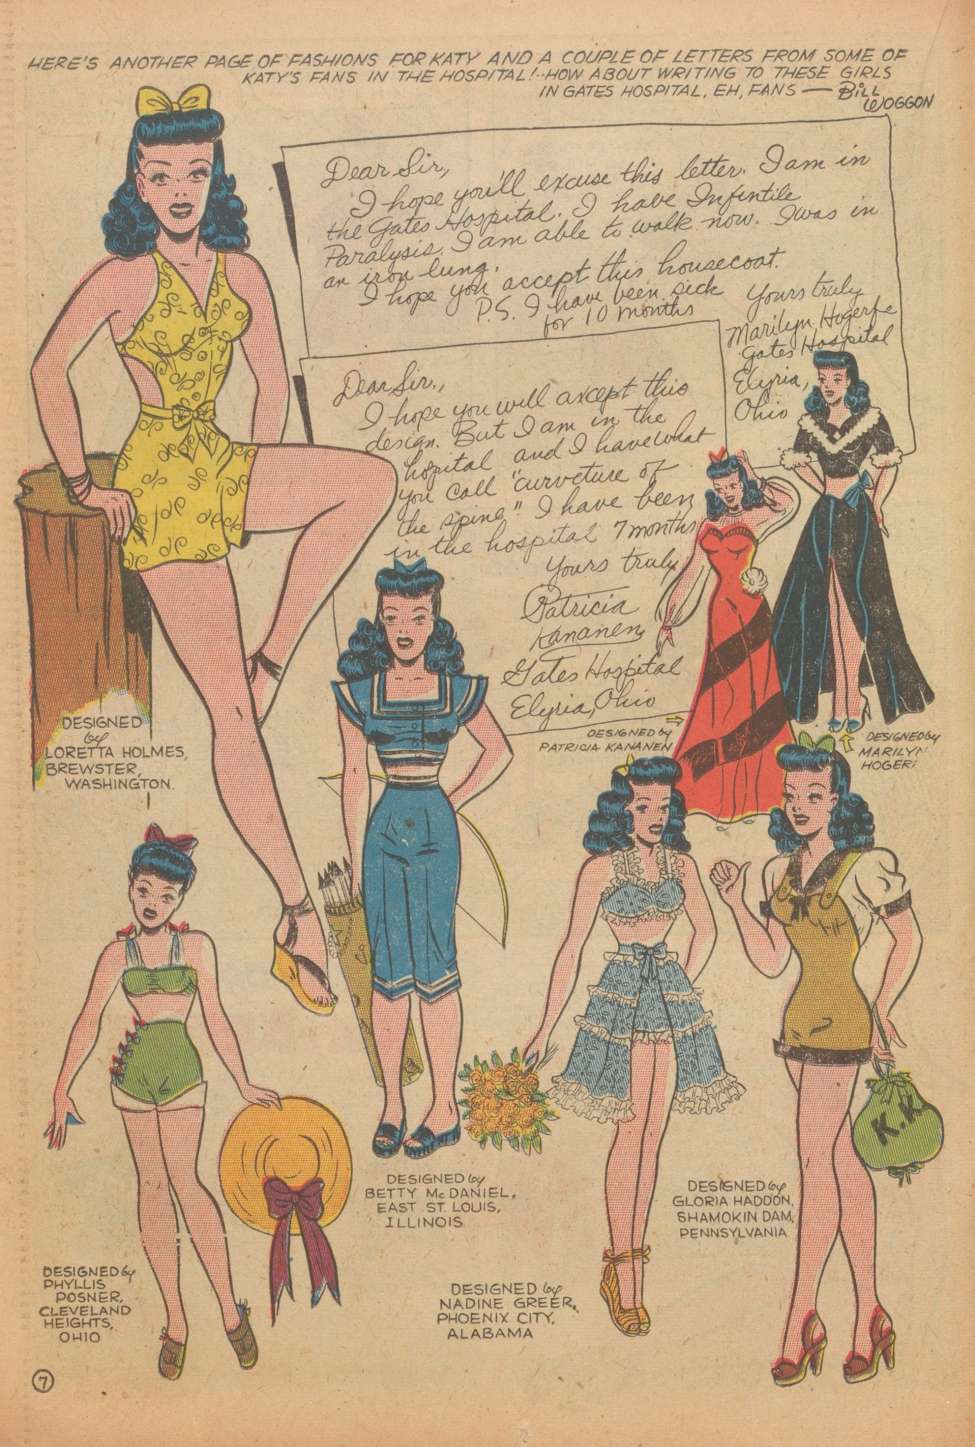 HERE'S ANOTHER PAGE OF FASHIONS FOR KATY AND A COUPLE OF LETTERS FROM SOME OF
KATY'S FANS IN THE HOSPITAL!--HOW ABOUT WRITING TO THESE GIRLS
IN GATES HOSPITAL, EH, FANS — Bill
WOGGON
Dear Sir,
I hope you'll excuse this letter. I am in
the Gates Hospital. I have Infintile
Paralysis. I am able to walk now. I was in
an iron lung.
I hope you accept this housecoat.
P.S. I have been sick
for 10 months
Yours truly
Marilyn Hogerfe
Gates Hospital
Elyria,
Ohio
Dear Sir.,
I hope you will axcept this
design. But I am in the
hospital and I have what
you call "curveture of
the spine." I have been
in the hospital 7 months
Yours truly
Patricia
Kananen
Gates Hospital
Elyria, Ohio
DESIGNED by
PATRICIA KANANEN
DESIGNED by
MARILYN
HOGERF
DESIGNED
by
LORETTA HOLMES,
BREWSTER,
WASHINGTON.
DESIGNED by
BETTY McDANIEL,
EAST ST. LOUIS,
ILLINOIS
K.K.
DESIGNED by
GLORIA HADDON,
SHAMOKIN DAM,
PENNSYLVANIA
DESIGNED by
PHYLLIS
POSNER,
CLEVELAND
HEIGHTS,
OHIO
DESIGNED by
NADINE GREER,
PHOENIX CITY,
ALABAMA
7